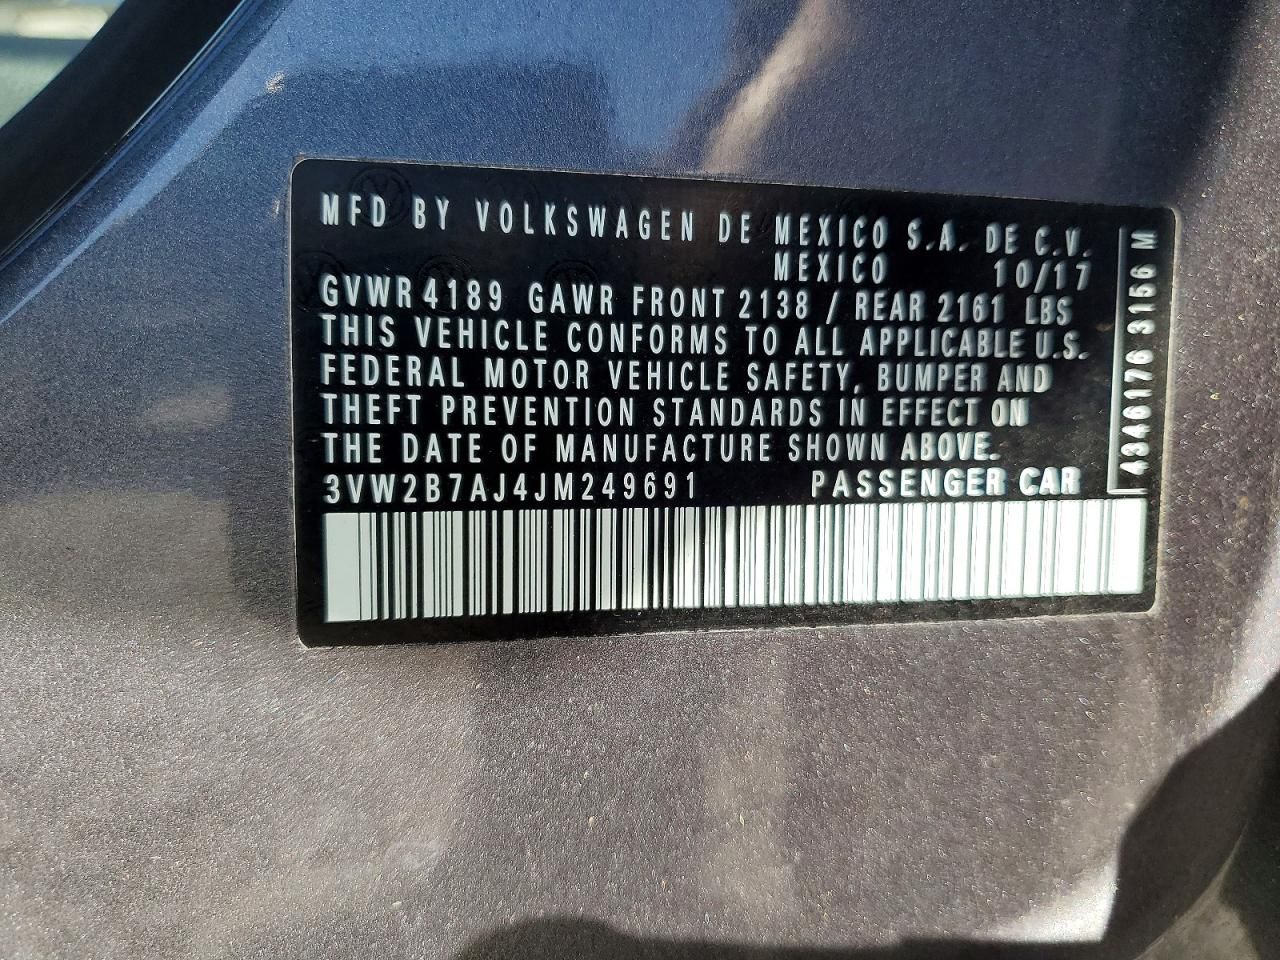 MFD BY VOLKSWAGEN DE MEXICO S.A. DE C.V.
MEXICO 10/17
GVWR 4189 GAWR FRONT 2138 / REAR 2161 LBS
THIS VEHICLE CONFORMS TO ALL APPLICABLE U.S.
FEDERAL MOTOR VEHICLE SAFETY, BUMPER AND
THEFT PREVENTION STANDARDS IN EFFECT ON
THE DATE OF MANUFACTURE SHOWN ABOVE.
3VW2B7AJ4JM249691 PASSENGER CAR
4346176 3156 M